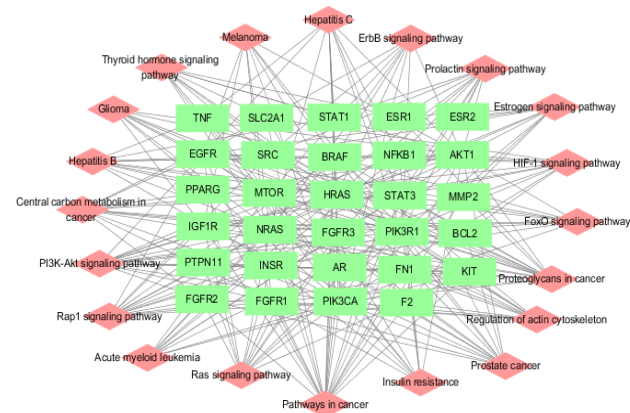 Hepatitis C
Melanoma
ErbB signaling pathway
Thyroid hormone signaling
pathway
Prolactin signaling pathway
Glioma
Estrogen signaling pathway
TNF
SLC2A1
STAT1
ESR1
ESR2
Hepatitis B
EGFR
SRC
BRAF
NFKB1
AKT1
HIF-1 signaling pathway
PPARG
MTOR
HRAS
STAT3
MMP2
Central carbon metabolism in
cancer
FoxO signaling pathway
IGF1R
NRAS
FGFR3
PIK3R1
BCL2
PI3K-Akt signaling pathway
PTPN11
INSR
AR
FN1
KIT
Proteoglycans in cancer
FGFR2
FGFR1
PIK3CA
F2
Rap1 signaling pathway
Regulation of actin cytoskeleton
Acute myeloid leukemia
Prostate cancer
Ras signaling pathway
Insulin resistance
Pathways in cancer